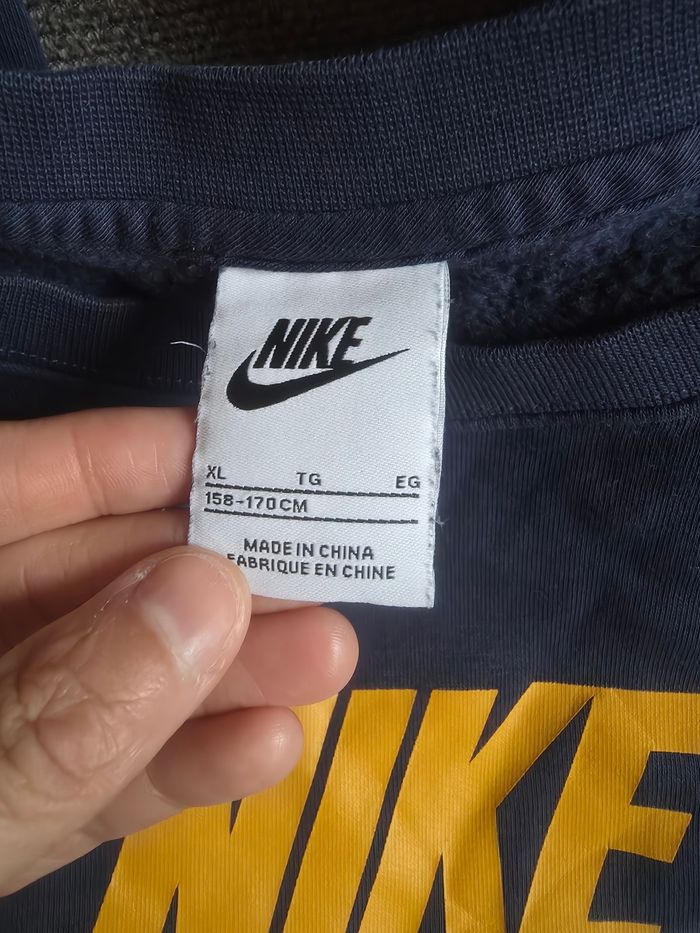 NIKE
XL TG EG
158-170CM
MADE IN CHINA
FABRIQUE EN CHINE
NIKE